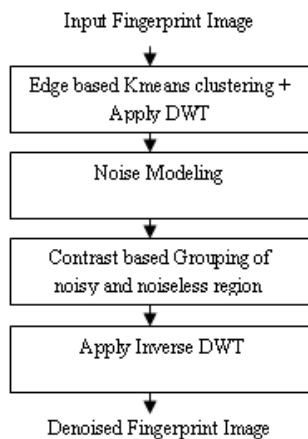 Input Fingerprint Image
Edge based Kmeans clustering +
Apply DWT
Noise Modeling
Contrast based Grouping of
noisy and noiseless region
Apply Inverse DWT
Denoised Fingerprint Image